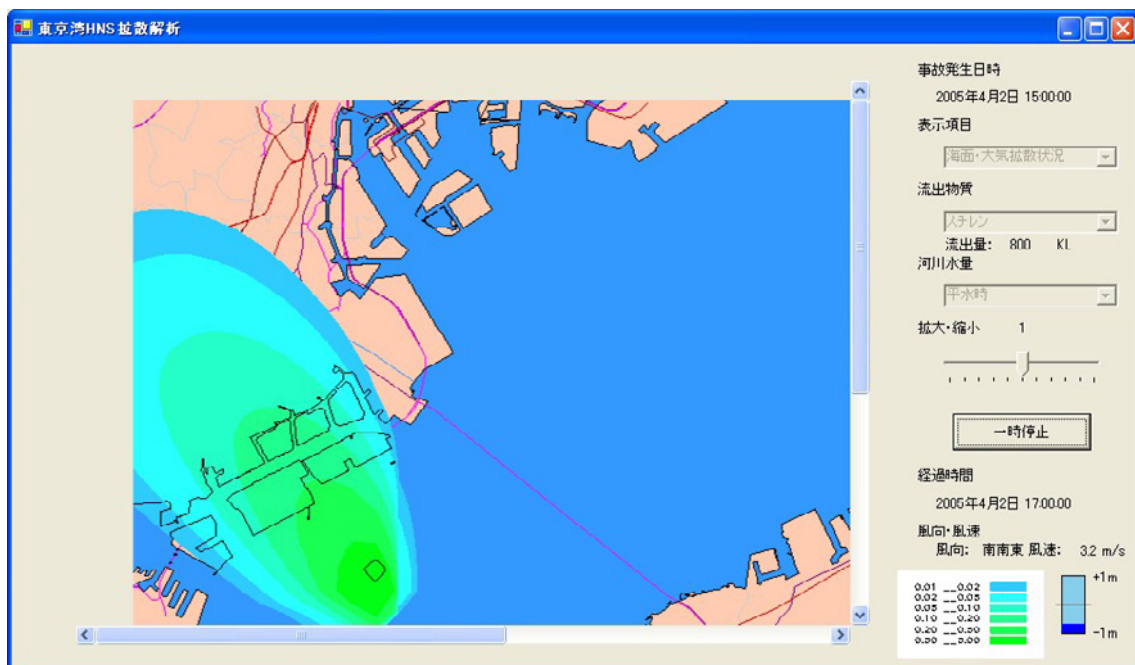 東京湾HNS拡散解析
事故発生日時
2005年4月2日 15:00:00
表示項目
海面・大気拡散状況
流出物質
スチレン
流出量: 800 KL
河川水量
平水時
拡大・縮小 1
一時停止
経過時間
2005年4月2日 17:00:00
風向・風速
風向: 南南東 風速: 3.2 m/s
0.01 __0.02
0.02 __0.05
0.05 __0.10
0.10 __0.20
0.20 __0.50
0.50 __5.00
+1m
-1m